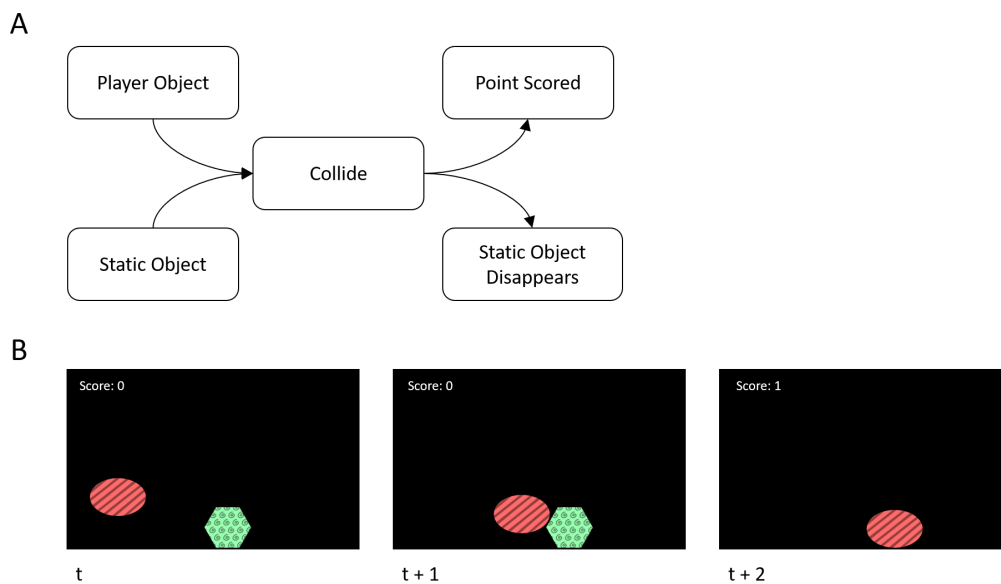 A
Player Object
Point Scored
Collide
Static Object
Static Object
Disappears
B
Score: 0
Score: 0
Score: 1
t
t + 1
t + 2